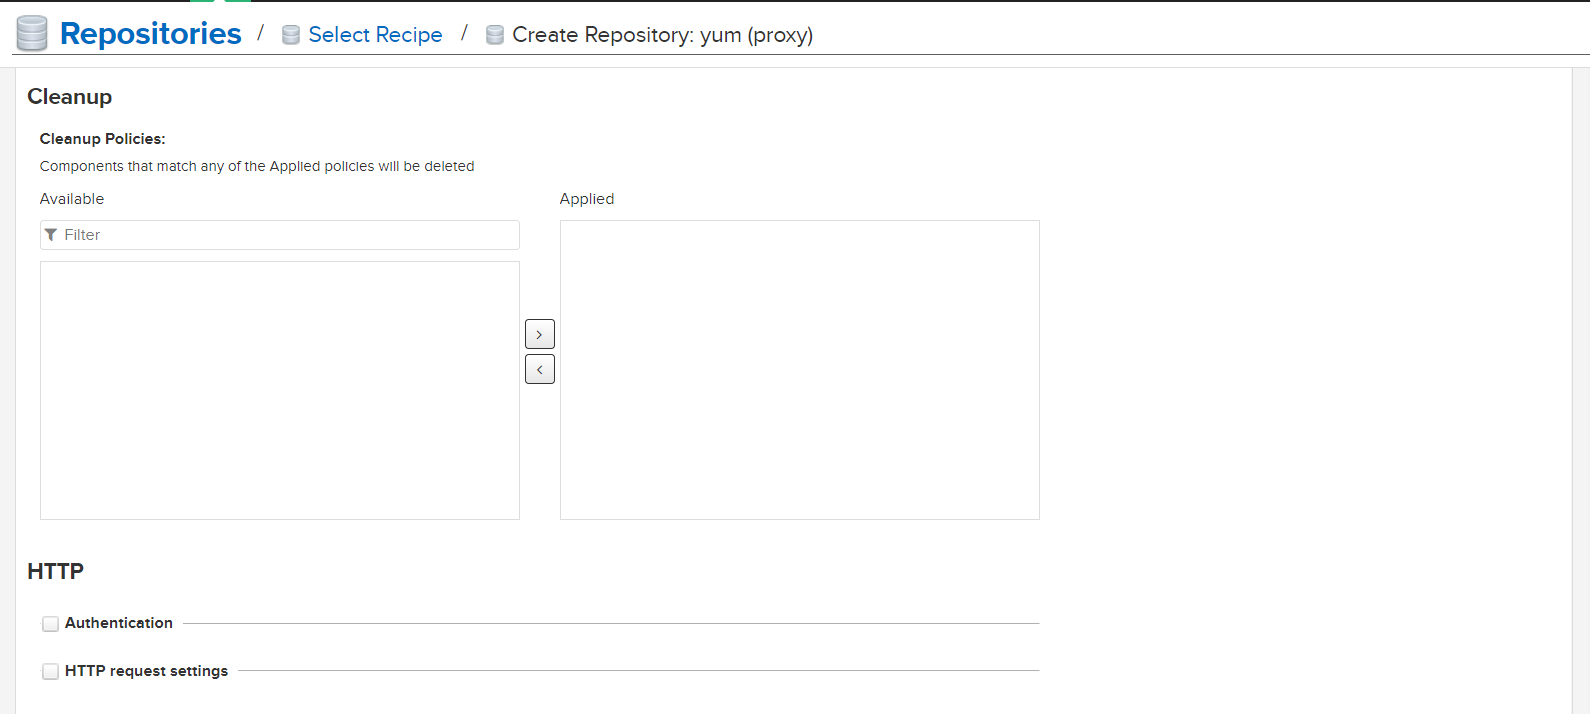 Repositories / Select Recipe / Create Repository: yum (proxy)
Cleanup
Cleanup Policies:
Components that match any of the Applied policies will be deleted
Available
Applied
Filter
>
<
HTTP
Authentication
HTTP request settings